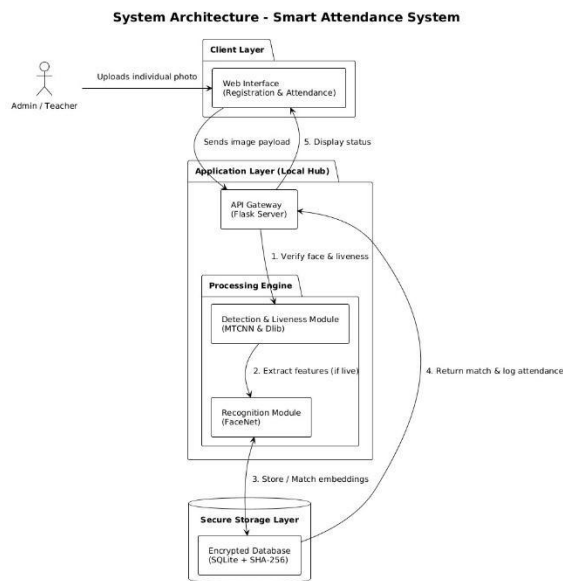 System Architecture - Smart Attendance System
Client Layer
Uploads individual photo
Web Interface
(Registration & Attendance)
Admin / Teacher
Sends image payload
5. Display status
Application Layer (Local Hub)
API Gateway
(Flask Server)
1. Verify face & liveness
Processing Engine
Detection & Liveness Module
(MTCNN & Dlib)
2. Extract features (if live)
4. Return match & log attendance
Recognition Module
(FaceNet)
3. Store / Match embeddings
Secure Storage Layer
Encrypted Database
(SQLite + SHA-256)